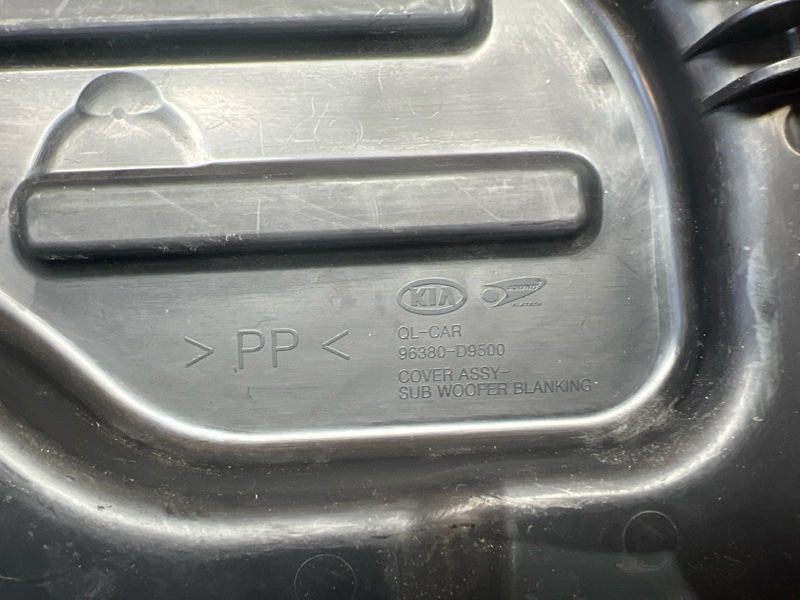 KIA
> PP <
QL-CAR
96380-D9500
COVER ASSY-
SUB WOOFER BLANKING